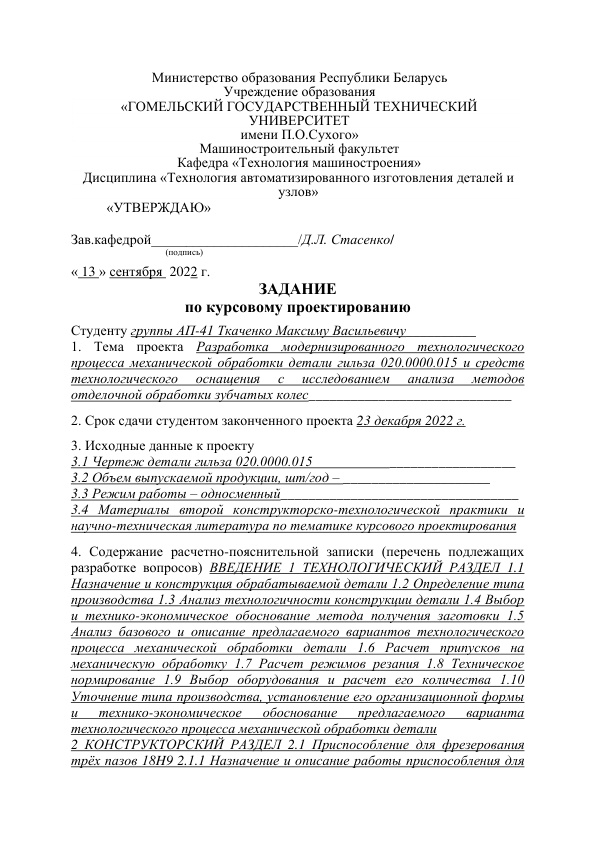 Министерство образования Республики Беларусь
Учреждение образования
«ГОМЕЛЬСКИЙ ГОСУДАРСТВЕННЫЙ ТЕХНИЧЕСКИЙ
УНИВЕРСИТЕТ
имени П.О.Сухого»
Машиностроительный факультет
Кафедра «Технология машиностроения»
Дисциплина «Технология автоматизированного изготовления деталей и
узлов»
«УТВЕРЖДАЮ»
Зав.кафедрой_____________________/Д.Л. Стасенко/
(подпись)
« 13 » сентября 2022 г.
ЗАДАНИЕ
по курсовому проектированию
Студенту группы АП-41 Ткаченко Максиму Васильевичу
1. Тема проекта Разработка модернизированного технологического
процесса механической обработки детали гильза 020.0000.015 и средств
технологического оснащения с исследованием анализа методов
отделочной обработки зубчатых колес_____________________________
2. Срок сдачи студентом законченного проекта 23 декабря 2022 г.
3. Исходные данные к проекту
3.1 Чертеж детали гильза 020.0000.015_____________________________
3.2 Объем выпускаемой продукции, шт/год –_____________________
3.3 Режим работы – односменный__________________________________
3.4 Материалы второй конструкторско-технологической практики и
научно-техническая литература по тематике курсового проектирования
4. Содержание расчетно-пояснительной записки (перечень подлежащих
разработке вопросов) ВВЕДЕНИЕ 1 ТЕХНОЛОГИЧЕСКИЙ РАЗДЕЛ 1.1
Назначение и конструкция обрабатываемой детали 1.2 Определение типа
производства 1.3 Анализ технологичности конструкции детали 1.4 Выбор
и технико-экономическое обоснование метода получения заготовки 1.5
Анализ базового и описание предлагаемого вариантов технологического
процесса механической обработки детали 1.6 Расчет припусков на
механическую обработку 1.7 Расчет режимов резания 1.8 Техническое
нормирование 1.9 Выбор оборудования и расчет его количества 1.10
Уточнение типа производства, установление его организационной формы
и технико-экономическое обоснование предлагаемого варианта
технологического процесса механической обработки детали
2 КОНСТРУКТОРСКИЙ РАЗДЕЛ 2.1 Приспособление для фрезерования
трёх пазов 18Н9 2.1.1 Назначение и описание работы приспособления для